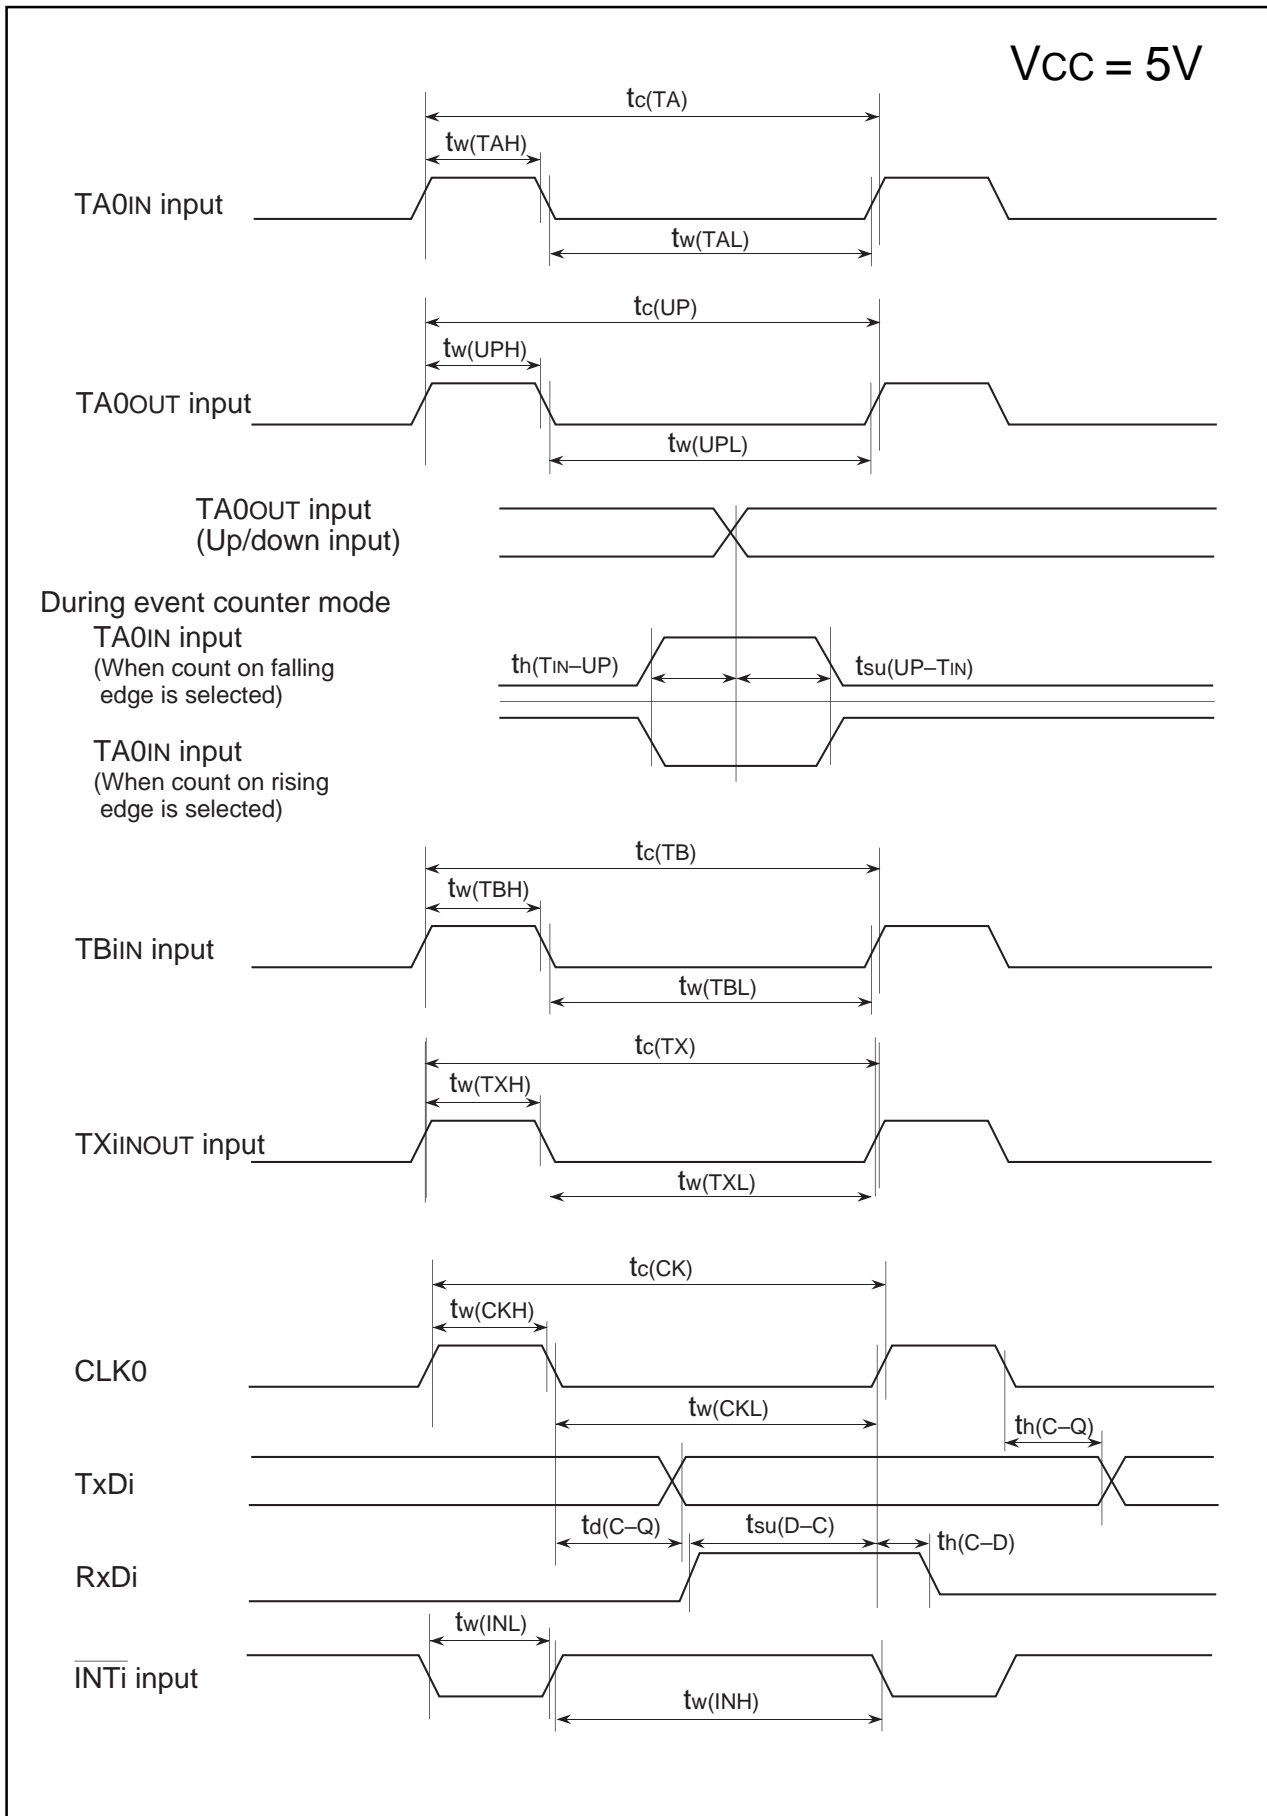 VCC = 5V
tc(TA)
tw(TAH)
TA0IN input
tw(TAL)
tc(UP)
tw(UPH)
TA0OUT input
tw(UPL)
TA0OUT input
(Up/down input)
During event counter mode
TA0IN input
(When count on falling
edge is selected)
th(TIN–UP)
tsu(UP–TIN)
TA0IN input
(When count on rising
edge is selected)
tc(TB)
tw(TBH)
TBiIN input
tw(TBL)
tc(TX)
tw(TXH)
TXiINOUT input
tw(TXL)
tc(CK)
tw(CKH)
CLK0
tw(CKL)
th(C–Q)
TxDi
td(C–Q)
tsu(D–C)
th(C–D)
RxDi
tw(INL)
INTi input
tw(INH)